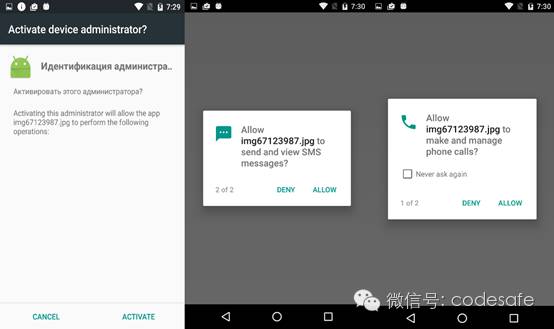 7:29
Activate device administrator?
Идентификация администра..
Активировать этого администратора?
Activating this administrator will allow the app
img67123987.jpg to perform the following
operations:
CANCEL
ACTIVATE
7:30
Allow
img67123987.jpg to
send and view SMS
messages?
2 of 2
DENY
ALLOW
7:30
Allow
img67123987.jpg to
make and manage
phone calls?
Never ask again
1 of 2
DENY
ALLOW
微信号: codesafe